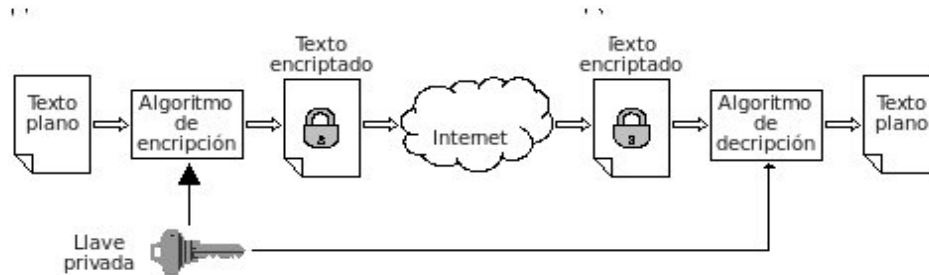 Texto
encriptado
Texto
encriptado
Texto
plano
Algoritmo
de
encripción
Internet
Algoritmo
de
decripción
Texto
plano
Llave
privada